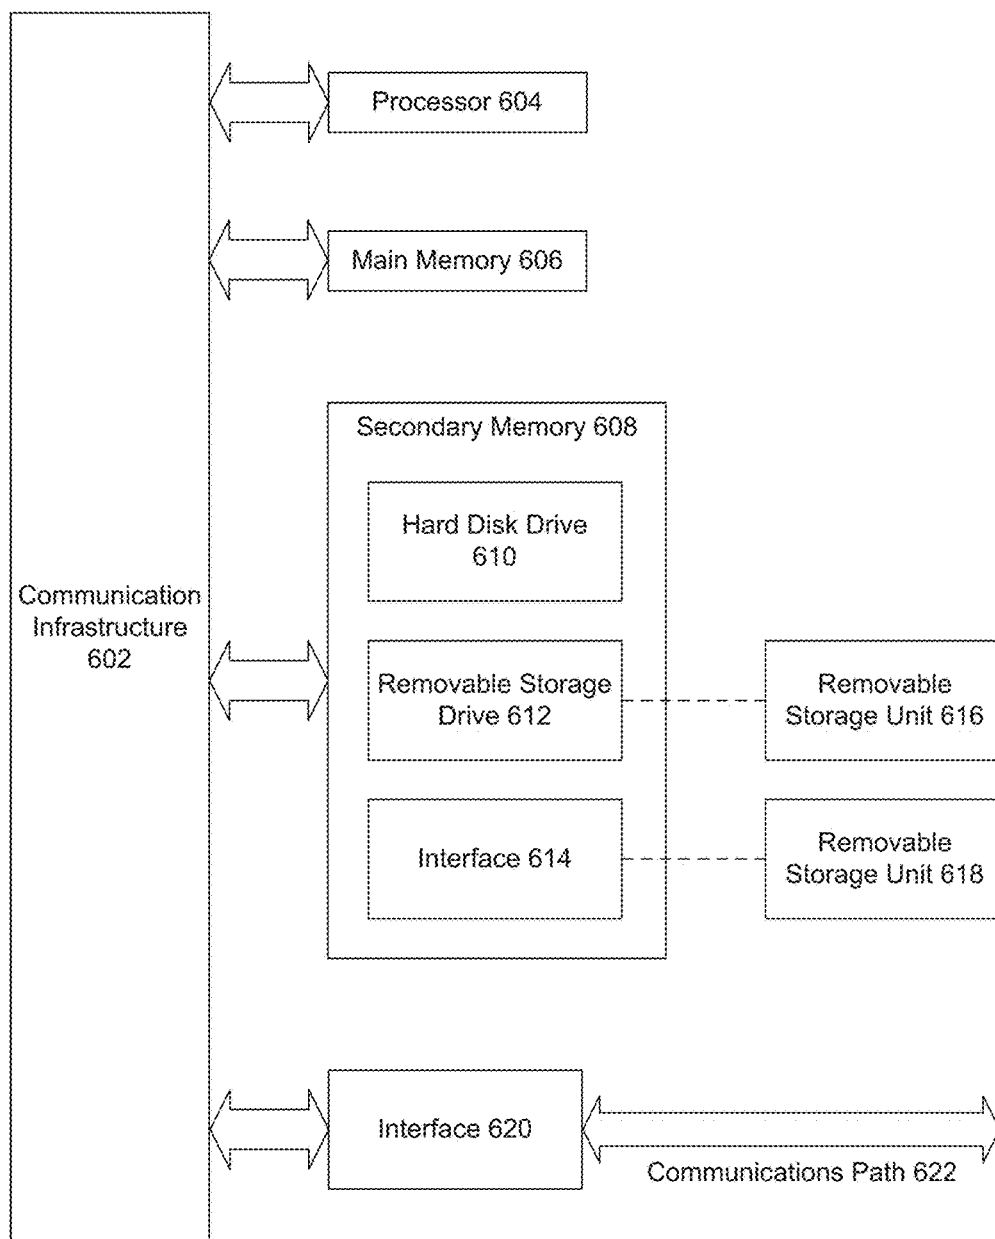 Processor 604
Main Memory 606
Secondary Memory 608
Hard Disk Drive
610
Communication
Infrastructure
602
Removable Storage
Drive 612
Removable
Storage Unit 616
Interface 614
Removable
Storage Unit 618
Interface 620
Communications Path 622